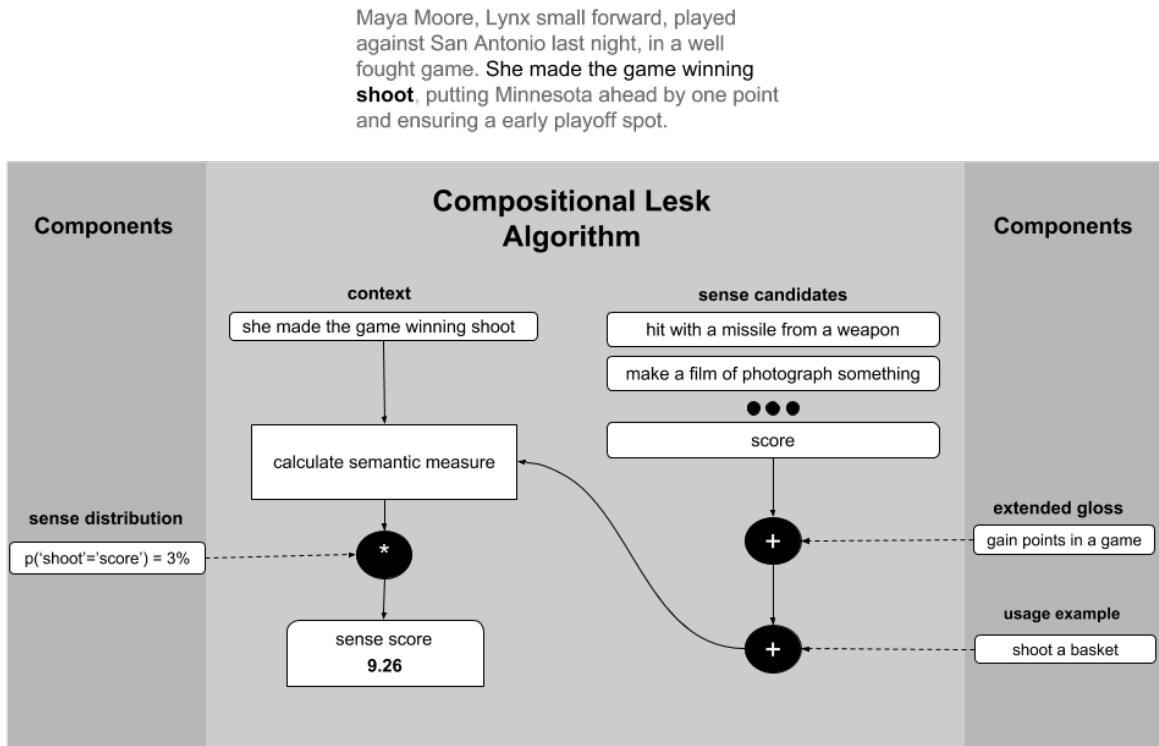 Maya Moore, Lynx small forward, played
against San Antonio last night, in a well
fought game. She made the game winning
shoot, putting Minnesota ahead by one point
and ensuring a early playoff spot.
Components
Compositional Lesk
Algorithm
Components
context
she made the game winning shoot
sense candidates
hit with a missile from a weapon
make a film of photograph something
score
calculate semantic measure
sense distribution
p(‘shoot’=’score’) = 3%
*
sense score
9.26
+
+
extended gloss
gain points in a game
usage example
shoot a basket